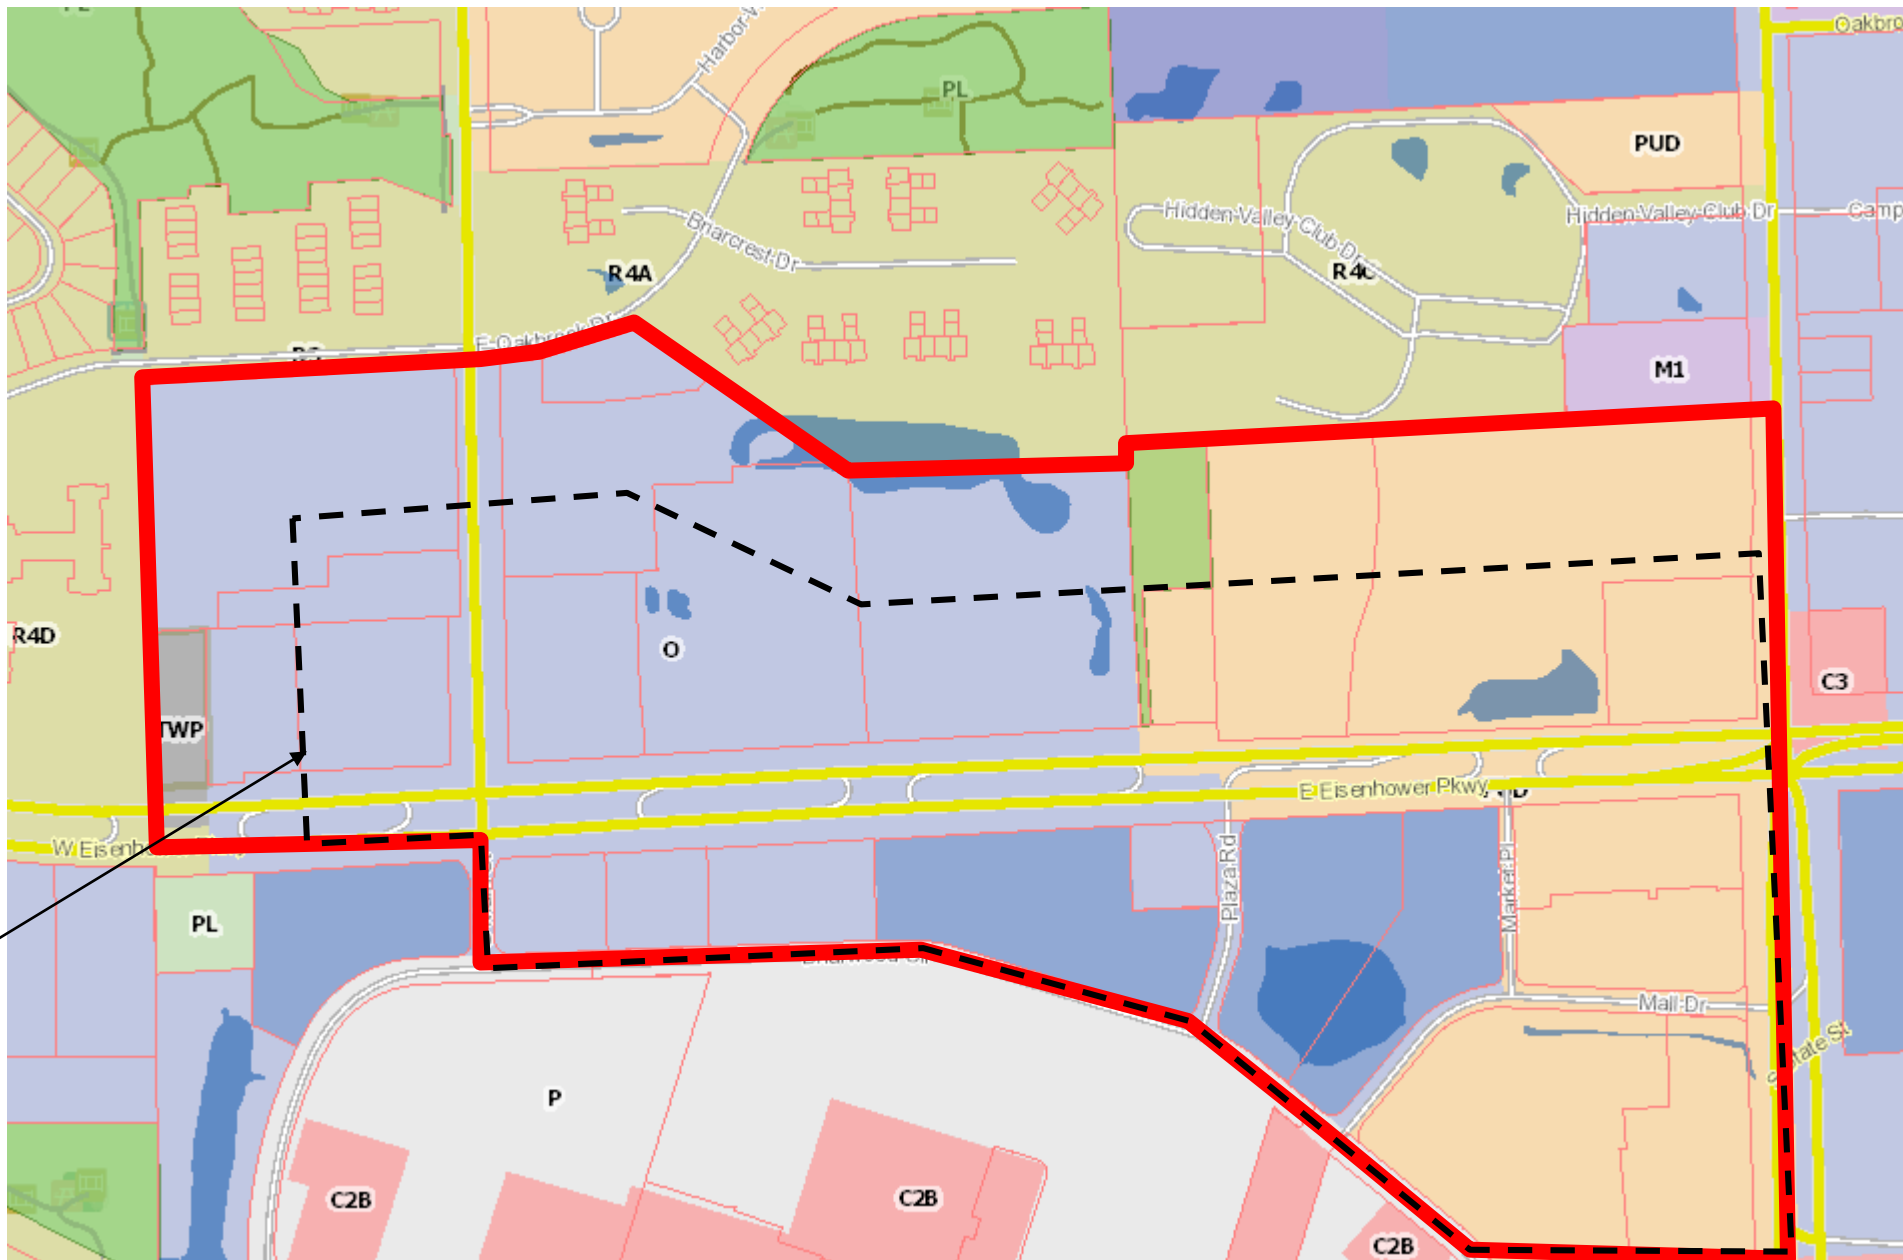 Oakbro
Harbor
PL
PUD
Hidden Valley Club Dr
Hidden Valley Club Dr
Camp
Briarcrest Dr
R4A
R4C
E Oakbrook Dr
M1
R4D
O
C3
TWP
E Eisenhower Pkwy
W Eisenh
Plaza Rd
Market Pl
PL
Mall Dr
S State St
P
C2B
C2B
C2B